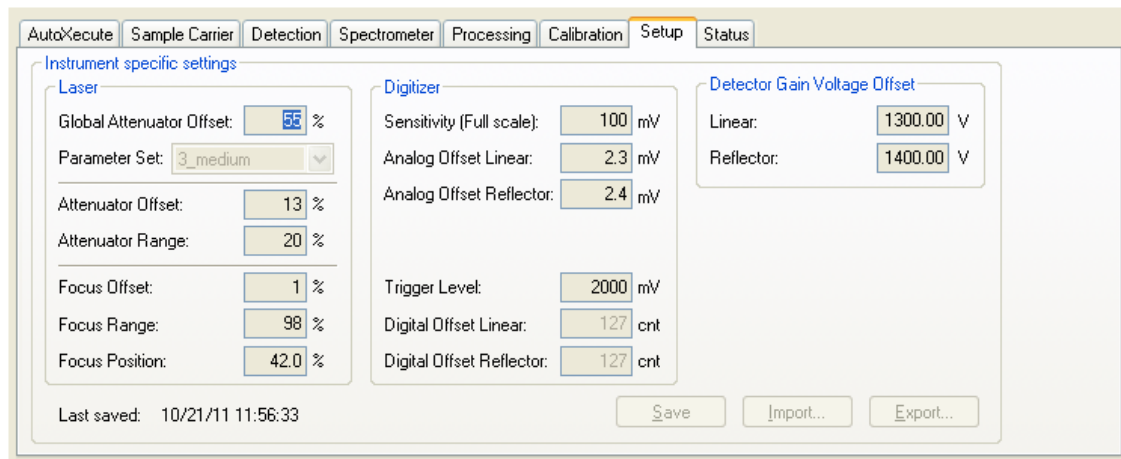 AutoXecute Sample Carrier Detection Spectrometer Processing Calibration Setup Status
Instrument specific settings
Laser
Global Attenuator Offset: 55 %
Parameter Set: 3_medium
Attenuator Offset: 13 %
Attenuator Range: 20 %
Focus Offset: 1 %
Focus Range: 98 %
Focus Position: 42.0 %
Digitizer
Sensitivity (Full scale): 100 mV
Analog Offset Linear: 2.3 mV
Analog Offset Reflector: 2.4 mV
Trigger Level: 2000 mV
Digital Offset Linear: 127 cnt
Digital Offset Reflector: 127 cnt
Detector Gain Voltage Offset
Linear: 1300.00 V
Reflector: 1400.00 V
Last saved: 10/21/11 11:56:33
Save Import... Export...